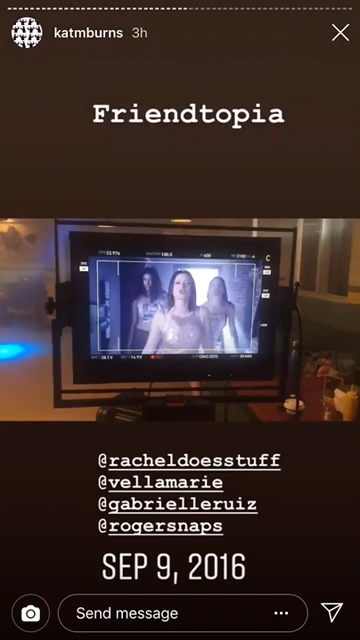 katmburns 3h
Friendtopia
@racheldoesstuff
@vellamarie
@gabrielleruiz
@rogersnaps
SEP 9, 2016
Send message